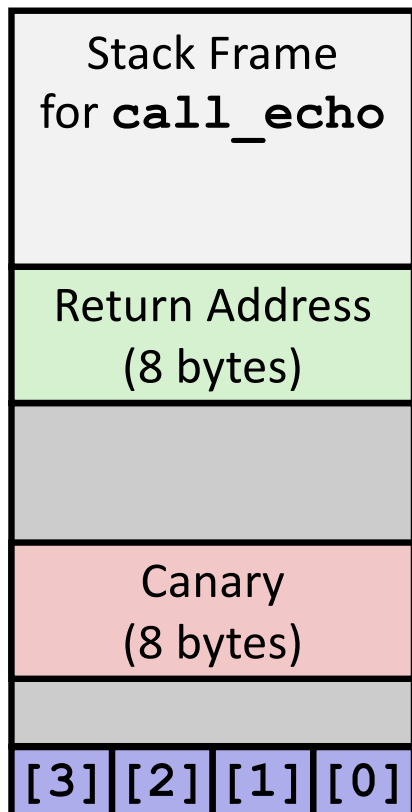 Stack Frame
for call_echo
Return Address
(8 bytes)
Canary
(8 bytes)
[3] [2] [1] [0]